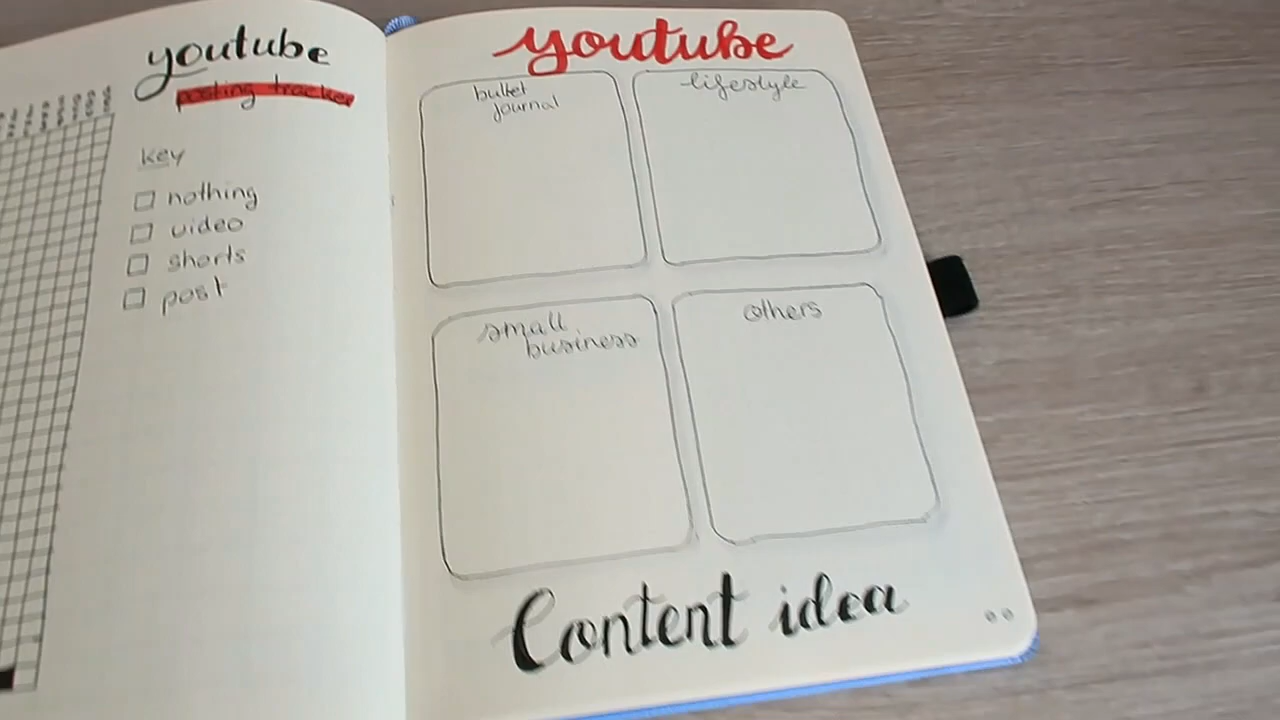 youtube
posting tracker
key
nothing
video
shorts
post
youtube
bullet
journal
lifestyle
small
business
others
Content idea